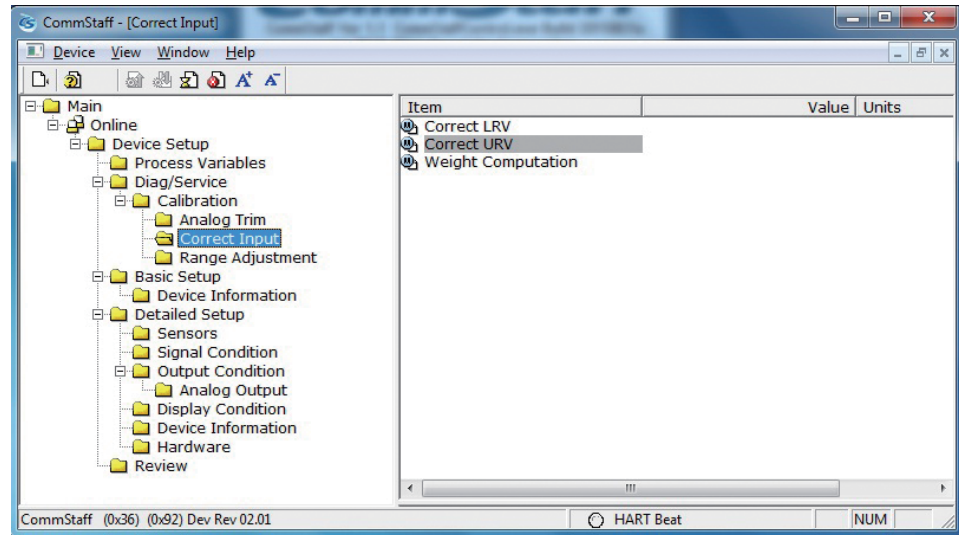 CommStaff - [Correct Input]
Device View Window Help
Main
Online
Device Setup
Process Variables
Diag/Service
Calibration
Analog Trim
Correct Input
Range Adjustment
Basic Setup
Device Information
Detailed Setup
Sensors
Signal Condition
Output Condition
Analog Output
Display Condition
Device Information
Hardware
Review
Item Value Units
Correct LRV
Correct URV
Weight Computation
CommStaff (0x36) (0x92) Dev Rev 02.01 HART Beat NUM